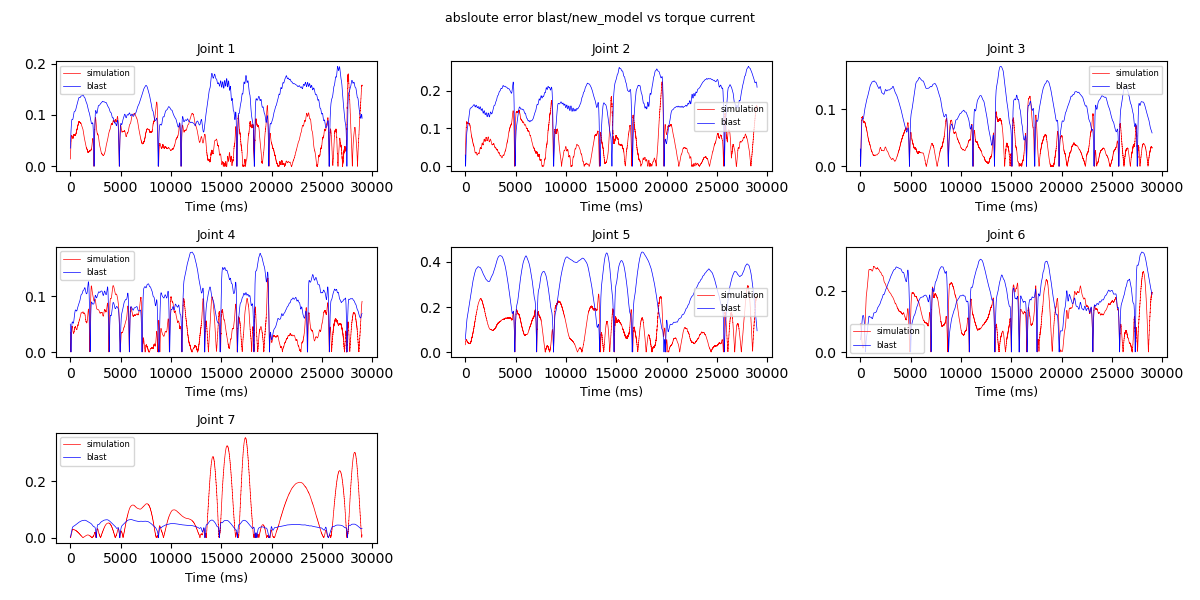 absloute error blast/new_model vs torque current
Joint 1
0.2
0.1
0.0
simulation
blast
0 5000 10000 15000 20000 25000 30000
Time (ms)
Joint 2
0.2
0.1
0.0
simulation
blast
0 5000 10000 15000 20000 25000 30000
Time (ms)
Joint 3
0.1
0.0
simulation
blast
0 5000 10000 15000 20000 25000 30000
Time (ms)
Joint 4
0.1
0.0
simulation
blast
0 5000 10000 15000 20000 25000 30000
Time (ms)
Joint 5
0.4
0.2
0.0
simulation
blast
0 5000 10000 15000 20000 25000 30000
Time (ms)
Joint 6
0.2
0.0
simulation
blast
0 5000 10000 15000 20000 25000 30000
Time (ms)
Joint 7
0.2
0.0
simulation
blast
0 5000 10000 15000 20000 25000 30000
Time (ms)